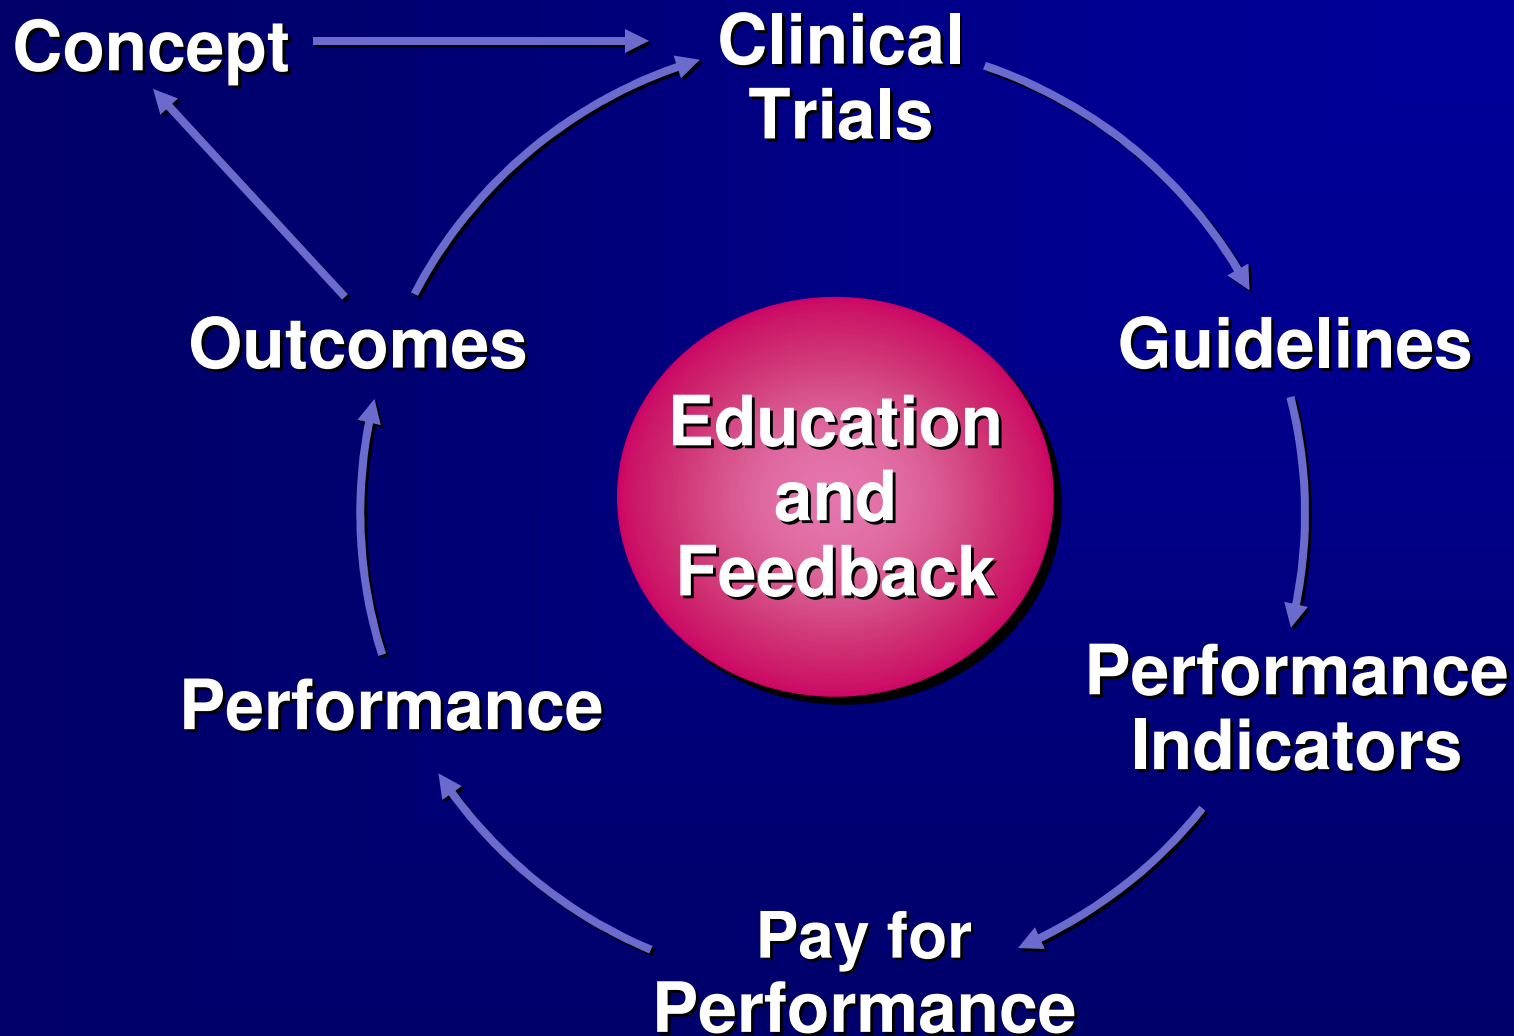 Concept
Clinical
Trials
Outcomes
Guidelines
Education
and
Feedback
Performance
Performance
Indicators
Pay for
Performance